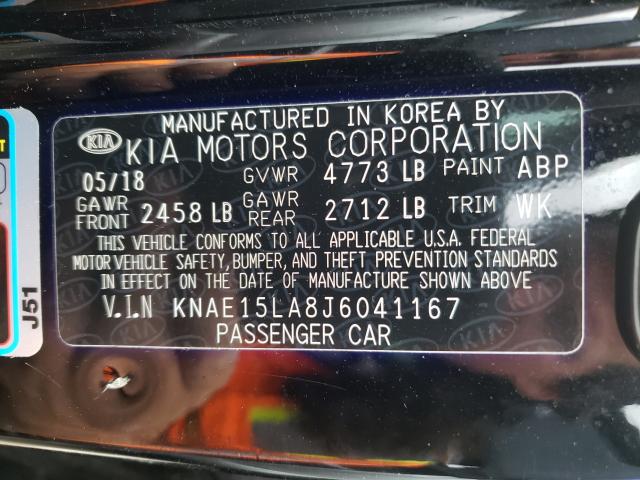 MANUFACTURED IN KOREA BY
KIA KIA MOTORS CORPORATION
05/18 GVWR 4773 LB PAINT ABP
GAWR FRONT 2458 LB GAWR REAR 2712 LB TRIM WK
THIS VEHICLE CONFORMS TO ALL APPLICABLE U.S.A. FEDERAL
MOTOR VEHICLE SAFETY, BUMPER, AND THEFT PREVENTION STANDARDS
IN EFFECT ON THE DATE OF MANUFACTURE SHOWN ABOVE
V.I.N KNAE15LA8J6041167
PASSENGER CAR
J51